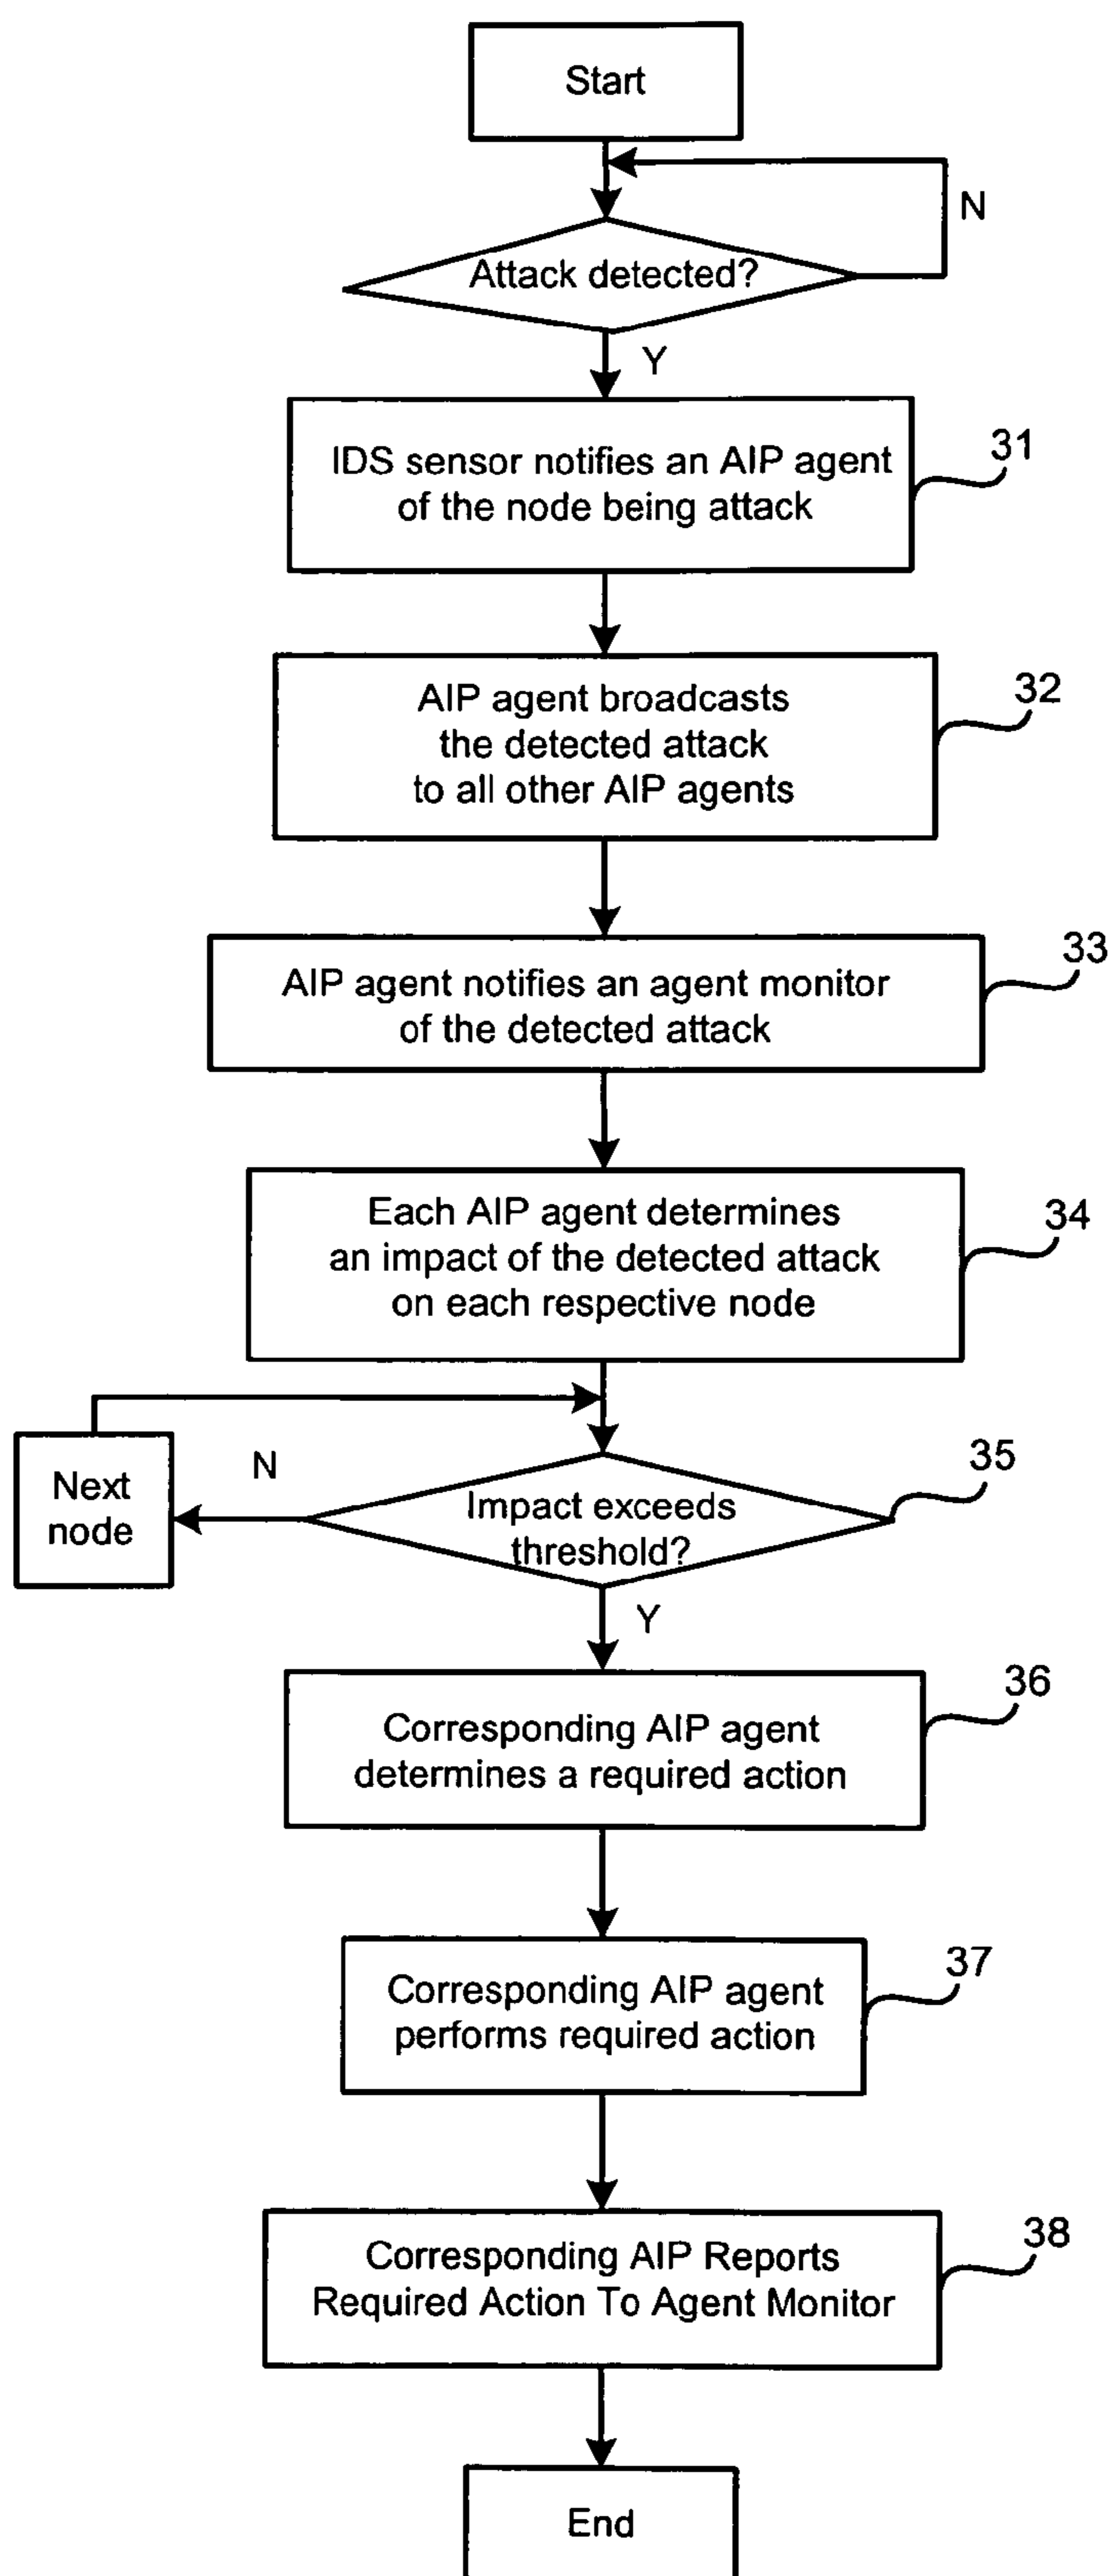 Start
N
Attack detected?
Y
IDS sensor notifies an AIP agent
of the node being attack
31
AIP agent broadcasts
the detected attack
to all other AIP agents
32
AIP agent notifies an agent monitor
of the detected attack
33
Each AIP agent determines
an impact of the detected attack
on each respective node
34
Next
node
N
Impact exceeds
threshold?
35
Y
Corresponding AIP agent
determines a required action
36
Corresponding AIP agent
performs required action
37
Corresponding AIP Reports
Required Action To Agent Monitor
38
End